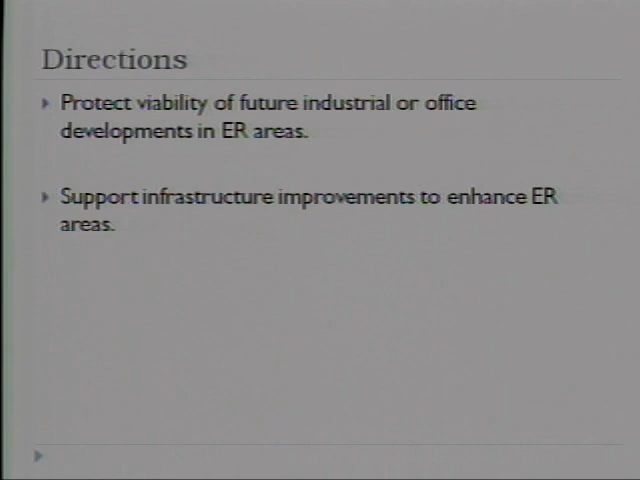 Directions
Protect viability of future industrial or office
developments in ER areas.
Support infrastructure improvements to enhance ER
areas.